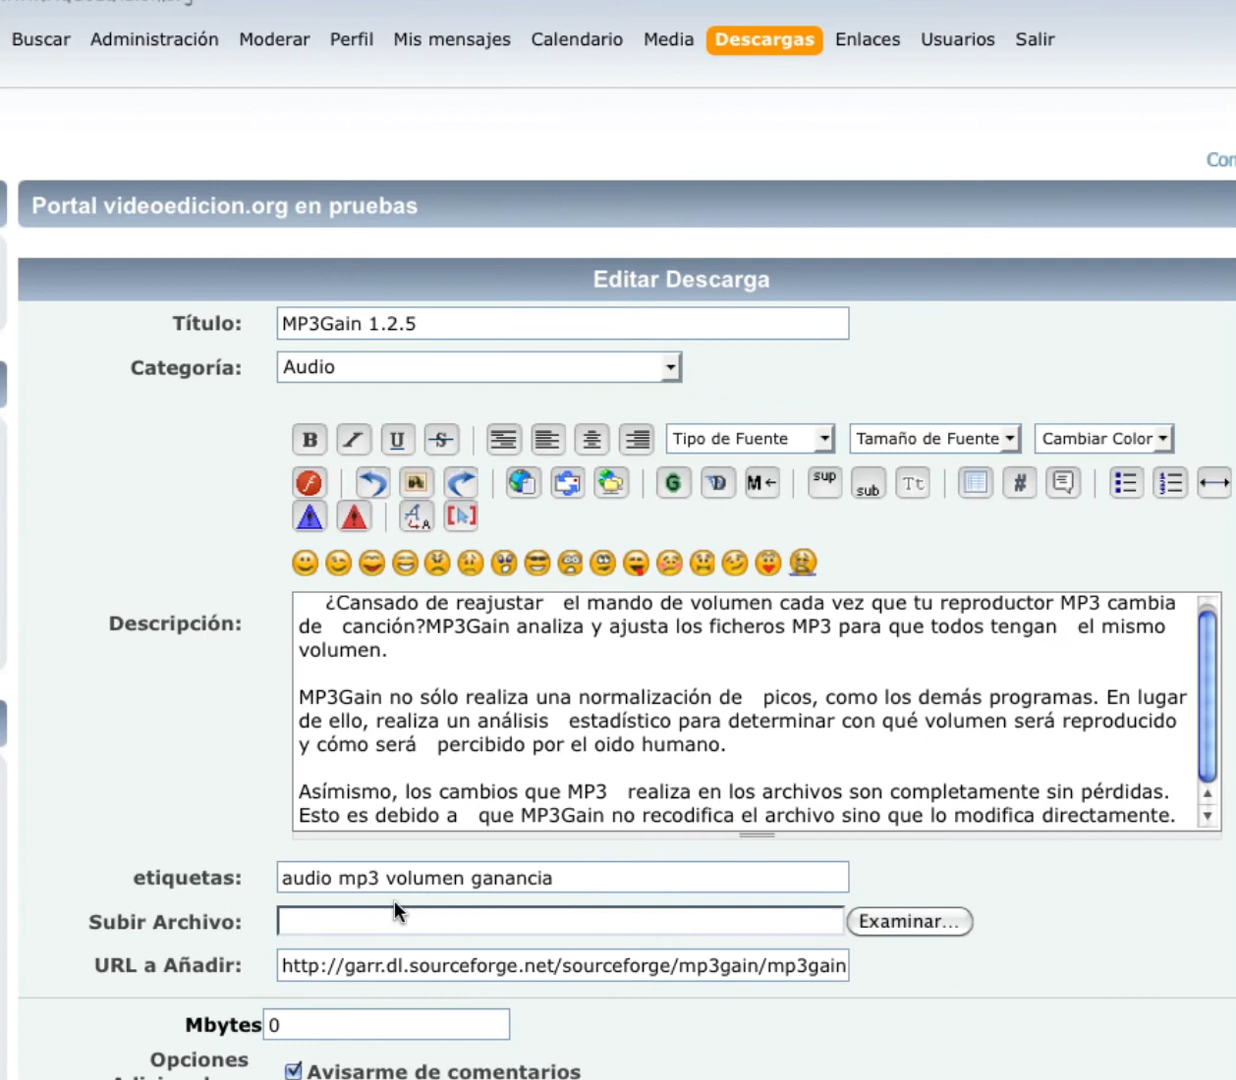 Buscar Administración Moderar Perfil Mis mensajes Calendario Media Descargas Enlaces Usuarios Salir
Portal videoedicion.org en pruebas
Editar Descarga
Título: MP3Gain 1.2.5
Categoría: Audio
B I U S Tipo de Fuente Tamaño de Fuente Cambiar Color
G D M sup sub Tt #
Descripción:
¿Cansado de reajustar el mando de volumen cada vez que tu reproductor MP3 cambia
de canción?MP3Gain analiza y ajusta los ficheros MP3 para que todos tengan el mismo
volumen.
MP3Gain no sólo realiza una normalización de picos, como los demás programas. En lugar
de ello, realiza un análisis estadístico para determinar con qué volumen será reproducido
y cómo será percibido por el oido humano.
Asímismo, los cambios que MP3 realiza en los archivos son completamente sin pérdidas.
Esto es debido a que MP3Gain no recodifica el archivo sino que lo modifica directamente.
etiquetas: audio mp3 volumen ganancia
Subir Archivo: Examinar...
URL a Añadir: http://garr.dl.sourceforge.net/sourceforge/mp3gain/mp3gain
Mbytes 0
Opciones
Avisarme de comentarios